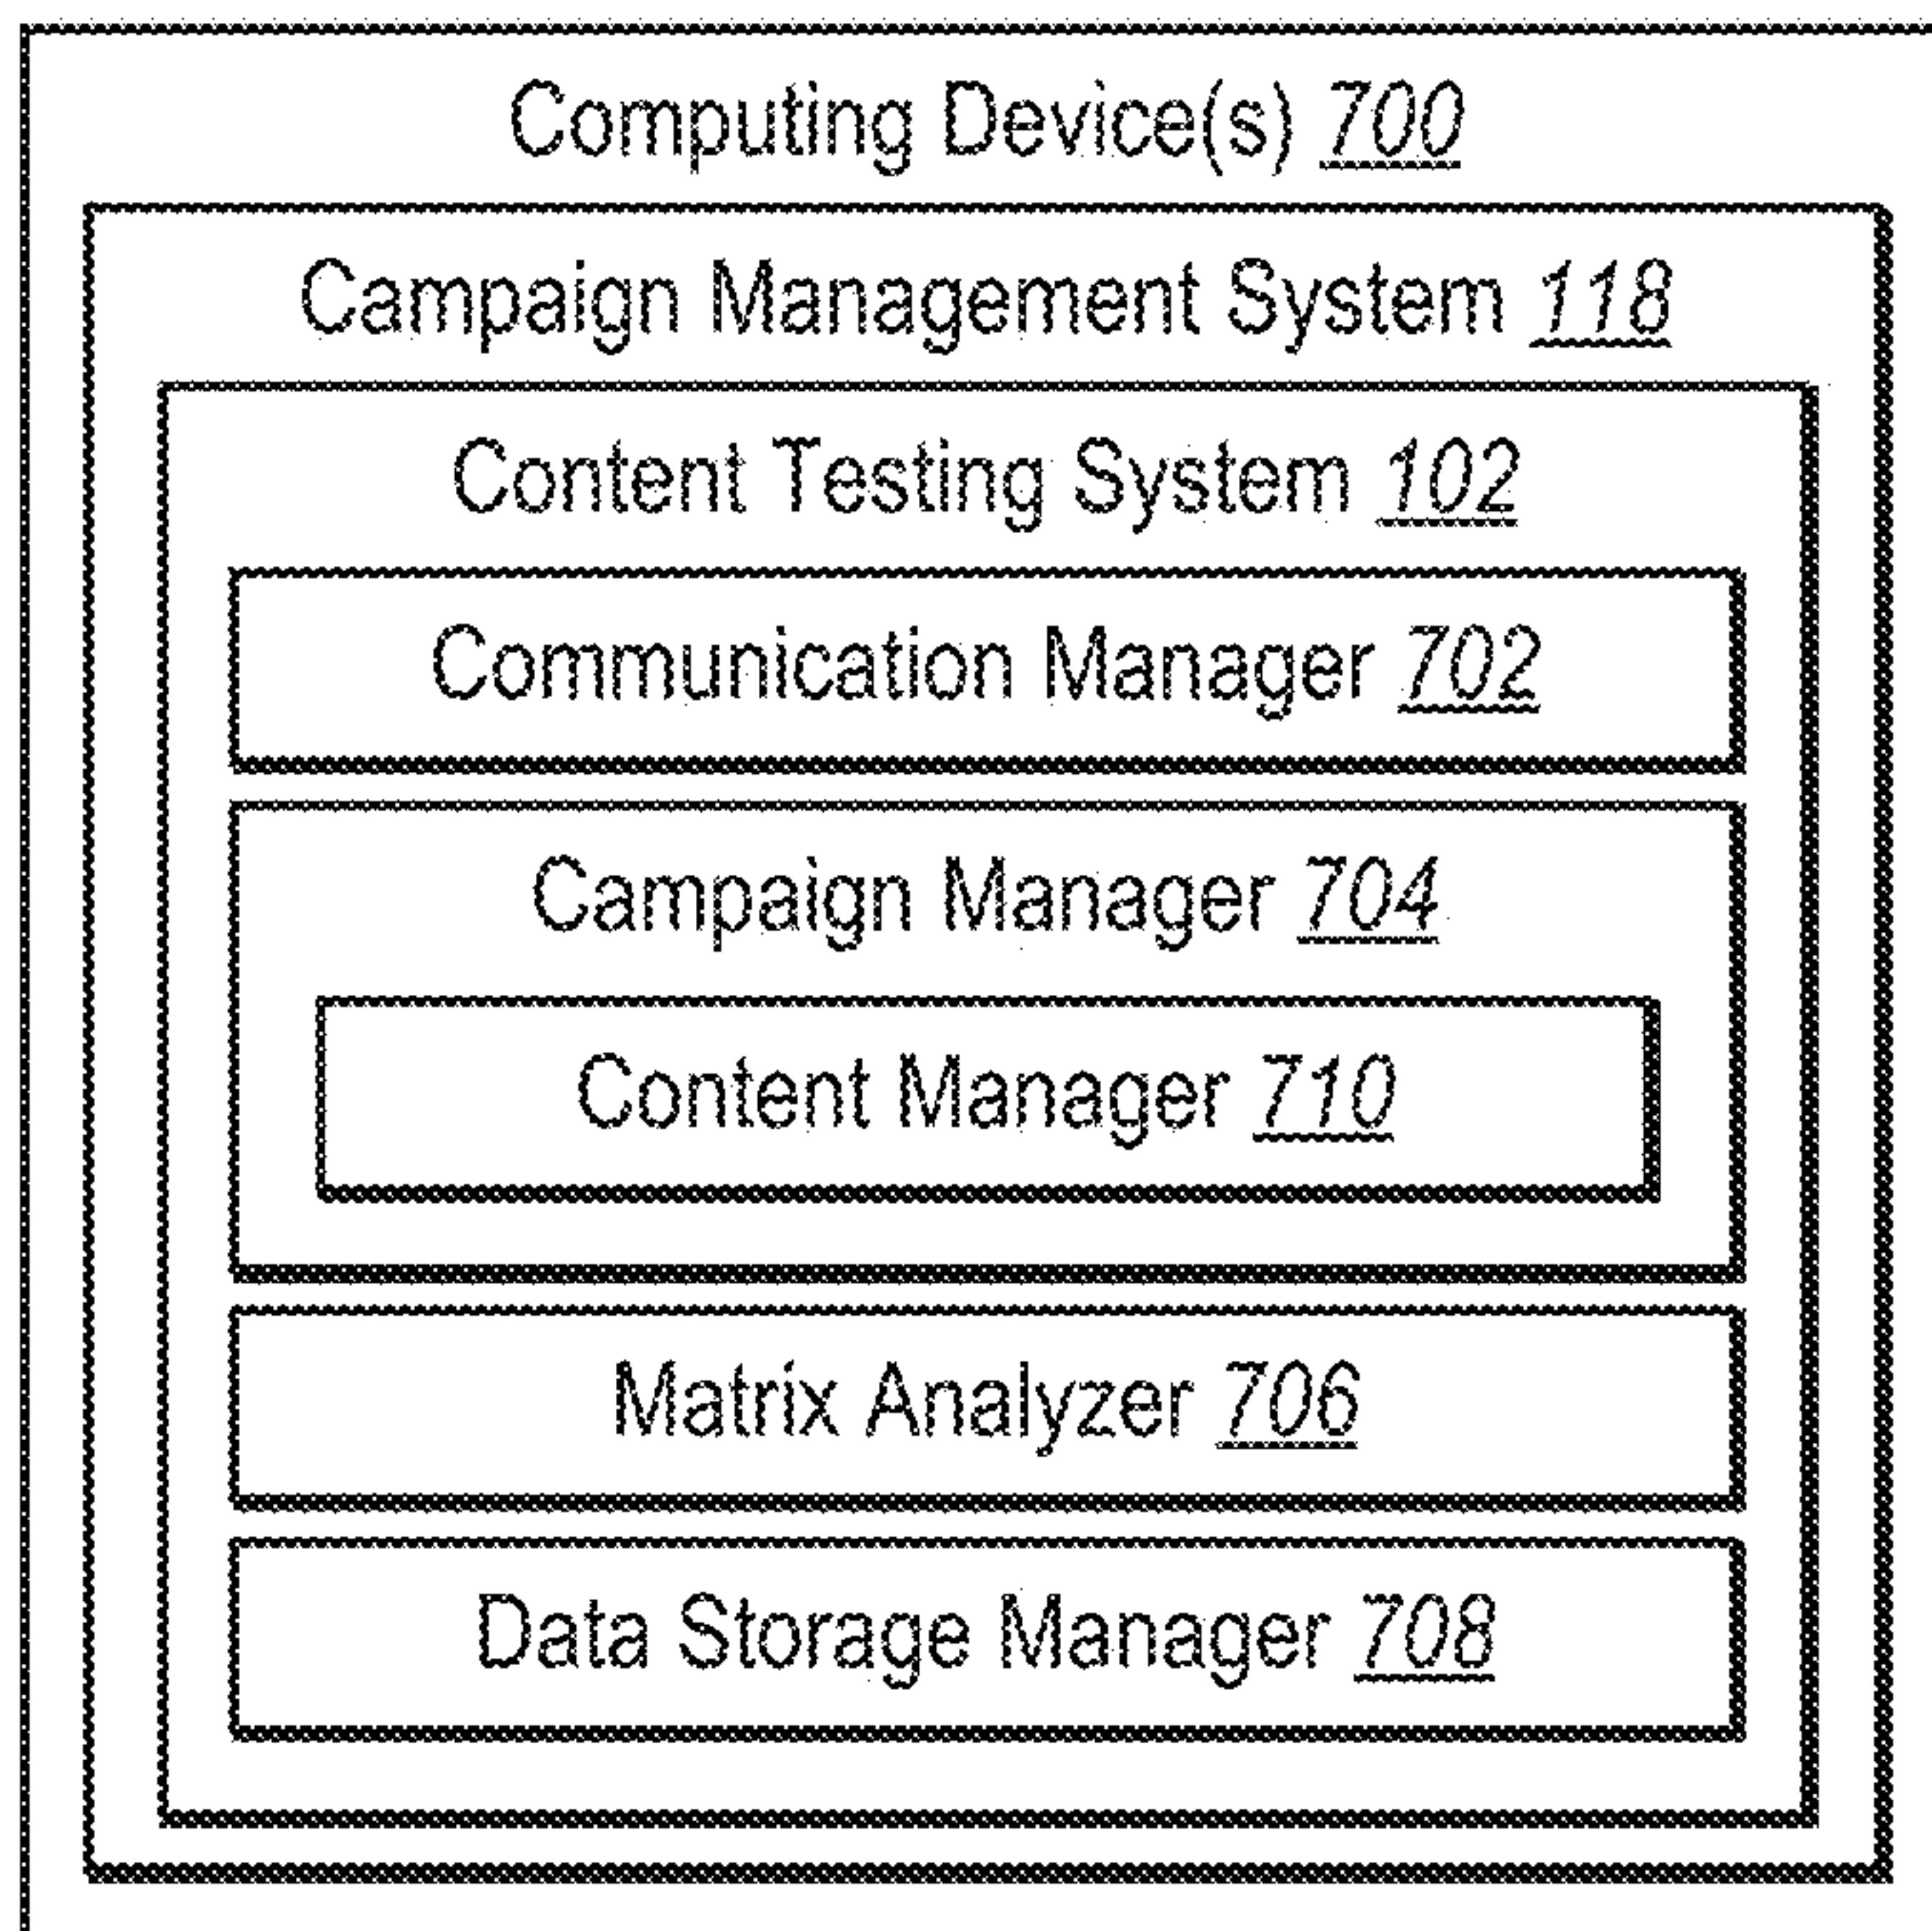 Computing Device(s) 700
Campaign Management System 118
Content Testing System 102
Communication Manager 702
Campaign Manager 704
Content Manager 710
Matrix Analyzer 706
Data Storage Manager 708